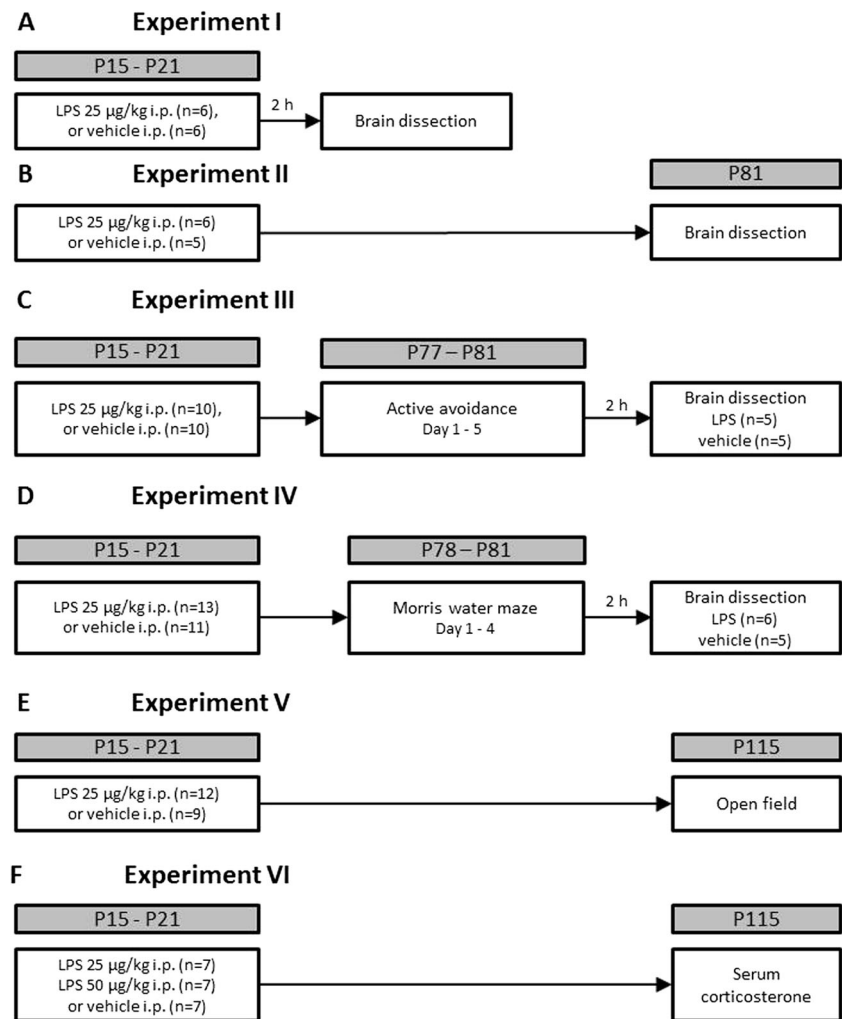 A Experiment I
P15 - P21
LPS 25 µg/kg i.p. (n=6),
or vehicle i.p. (n=6)
2 h
Brain dissection
B Experiment II
P81
LPS 25 µg/kg i.p. (n=6)
or vehicle i.p. (n=5)
Brain dissection
C Experiment III
P15 - P21
P77 – P81
LPS 25 µg/kg i.p. (n=10),
or vehicle i.p. (n=10)
Active avoidance
Day 1 - 5
2 h
Brain dissection
LPS (n=5)
vehicle (n=5)
D Experiment IV
P15 - P21
P78 – P81
LPS 25 µg/kg i.p. (n=13)
or vehicle i.p. (n=11)
Morris water maze
Day 1 - 4
2 h
Brain dissection
LPS (n=6)
vehicle (n=5)
E Experiment V
P15 - P21
P115
LPS 25 µg/kg i.p. (n=12)
or vehicle i.p. (n=9)
Open field
F Experiment VI
P15 - P21
P115
LPS 25 µg/kg i.p. (n=7)
LPS 50 µg/kg i.p. (n=7)
or vehicle i.p. (n=7)
Serum
corticosterone